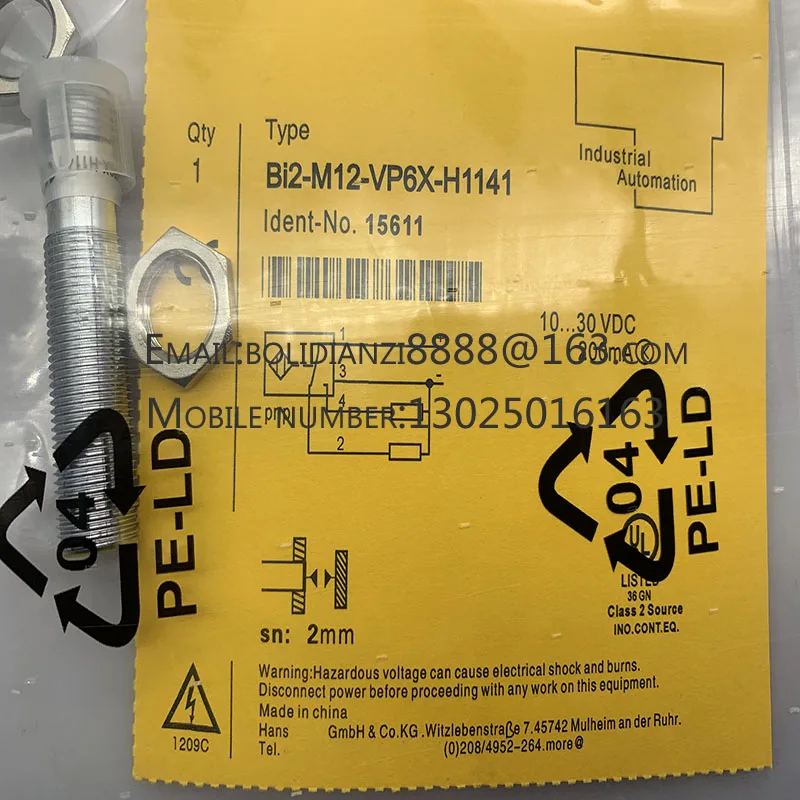 Qty
1
Type
Bi2-M12-VP6X-H1141
Ident-No. 15611
Industrial
Automation
10...30 VDC
200mA
1
3
4
2
pnp
EMAIL:BOLIDIANZI8888@163.COM
MOBILE NUMBER:13025016163
04
PE-LD
04
PE-LD
UL
LISTED
36 GN
Class 2 Source
INO.CONT.EQ.
sn: 2mm
1209C
Warning:Hazardous voltage can cause electrical shock and burns.
Disconnect power before proceeding with any work on this equipment.
Made in china
Hans GmbH & Co.KG .Witzlebenstraße 7.45742 Mulheim an der Ruhr.
Tel. (0)208/4952-264.more@